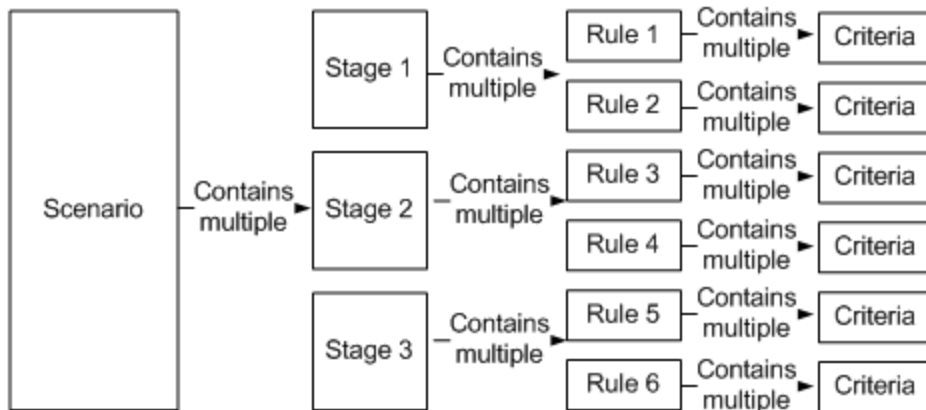 Scenario
Contains
multiple
Stage 1
Contains
multiple
Rule 1
Contains
multiple
Criteria
Rule 2
Contains
multiple
Criteria
Stage 2
Contains
multiple
Rule 3
Contains
multiple
Criteria
Rule 4
Contains
multiple
Criteria
Stage 3
Contains
multiple
Rule 5
Contains
multiple
Criteria
Rule 6
Contains
multiple
Criteria